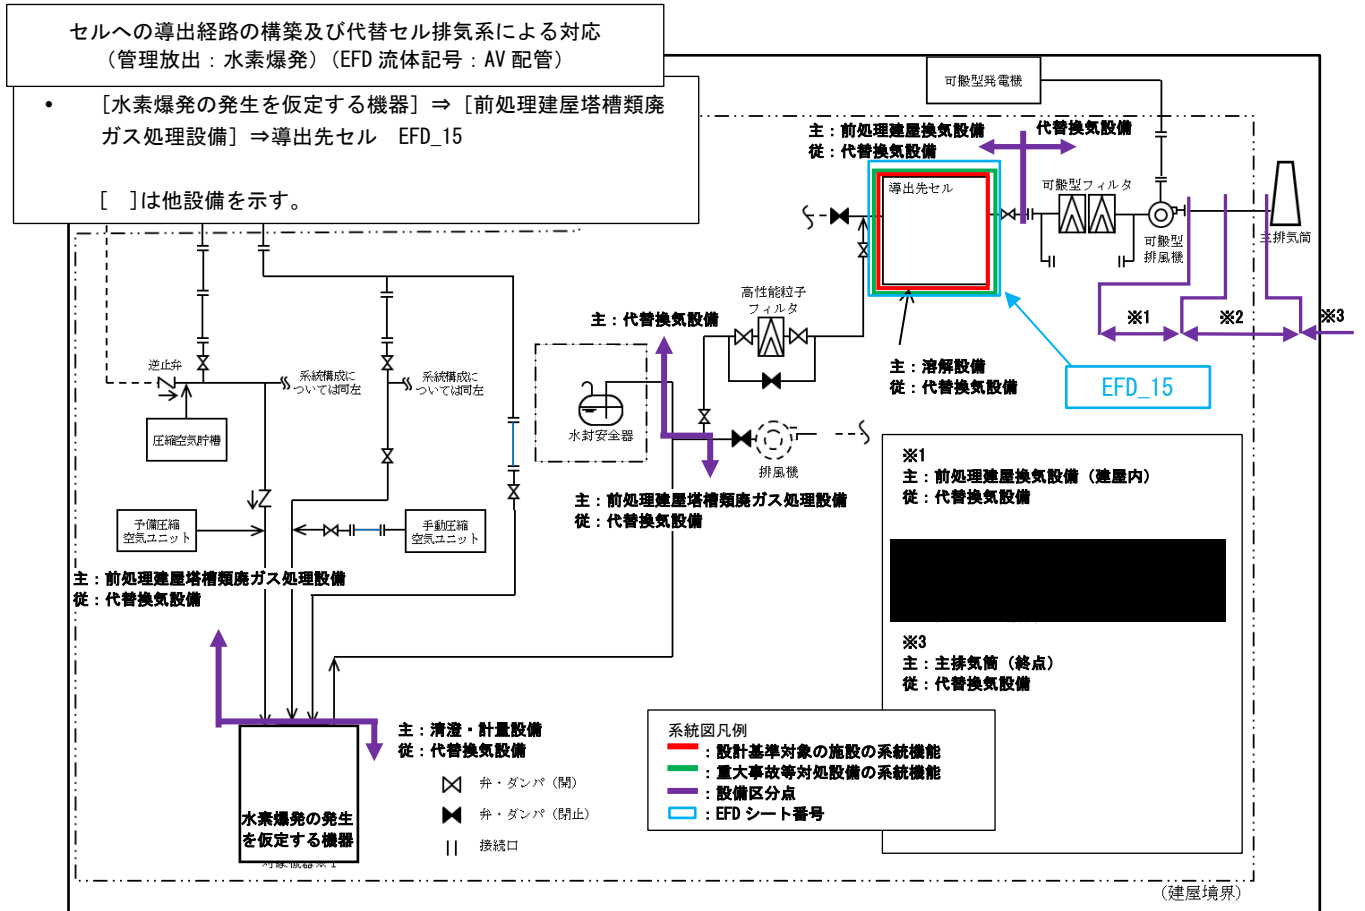 セルへの導出経路の構築及び代替セル排気系による対応
（管理放出：水素爆発）（EFD 流体記号：AV 配管）
• [水素爆発の発生を仮定する機器] ⇒ [前処理建屋塔槽類廃
ガス処理設備] ⇒導出先セル EFD_15
[ ]は他設備を示す。
可搬型発電機
主：前処理建屋換気設備
従：代替換気設備
代替換気設備
導出先セル
可搬型フィルタ
可搬型
排風機
主排気筒
※1
※2
※3
高性能粒子
フィルタ
主：代替換気設備
主：溶解設備
従：代替換気設備
EFD_15
逆止弁
系統構成に
ついては同左
系統構成に
ついては同左
圧縮空気貯槽
水封安全器
排風機
主：前処理建屋塔槽類廃ガス処理設備
従：代替換気設備
予備圧縮
空気ユニット
手動圧縮
空気ユニット
主：前処理建屋塔槽類廃ガス処理設備
従：代替換気設備
※1
主：前処理建屋換気設備（建屋内）
従：代替換気設備
※3
主：主排気筒（終点）
従：代替換気設備
主：清澄・計量設備
従：代替換気設備
弁・ダンパ（開）
弁・ダンパ（閉止）
接続口
水素爆発の発生
を仮定する機器
系統図凡例
：設計基準対象の施設の系統機能
：重大事故等対処設備の系統機能
：設備区分点
：EFD シート番号
（建屋境界）